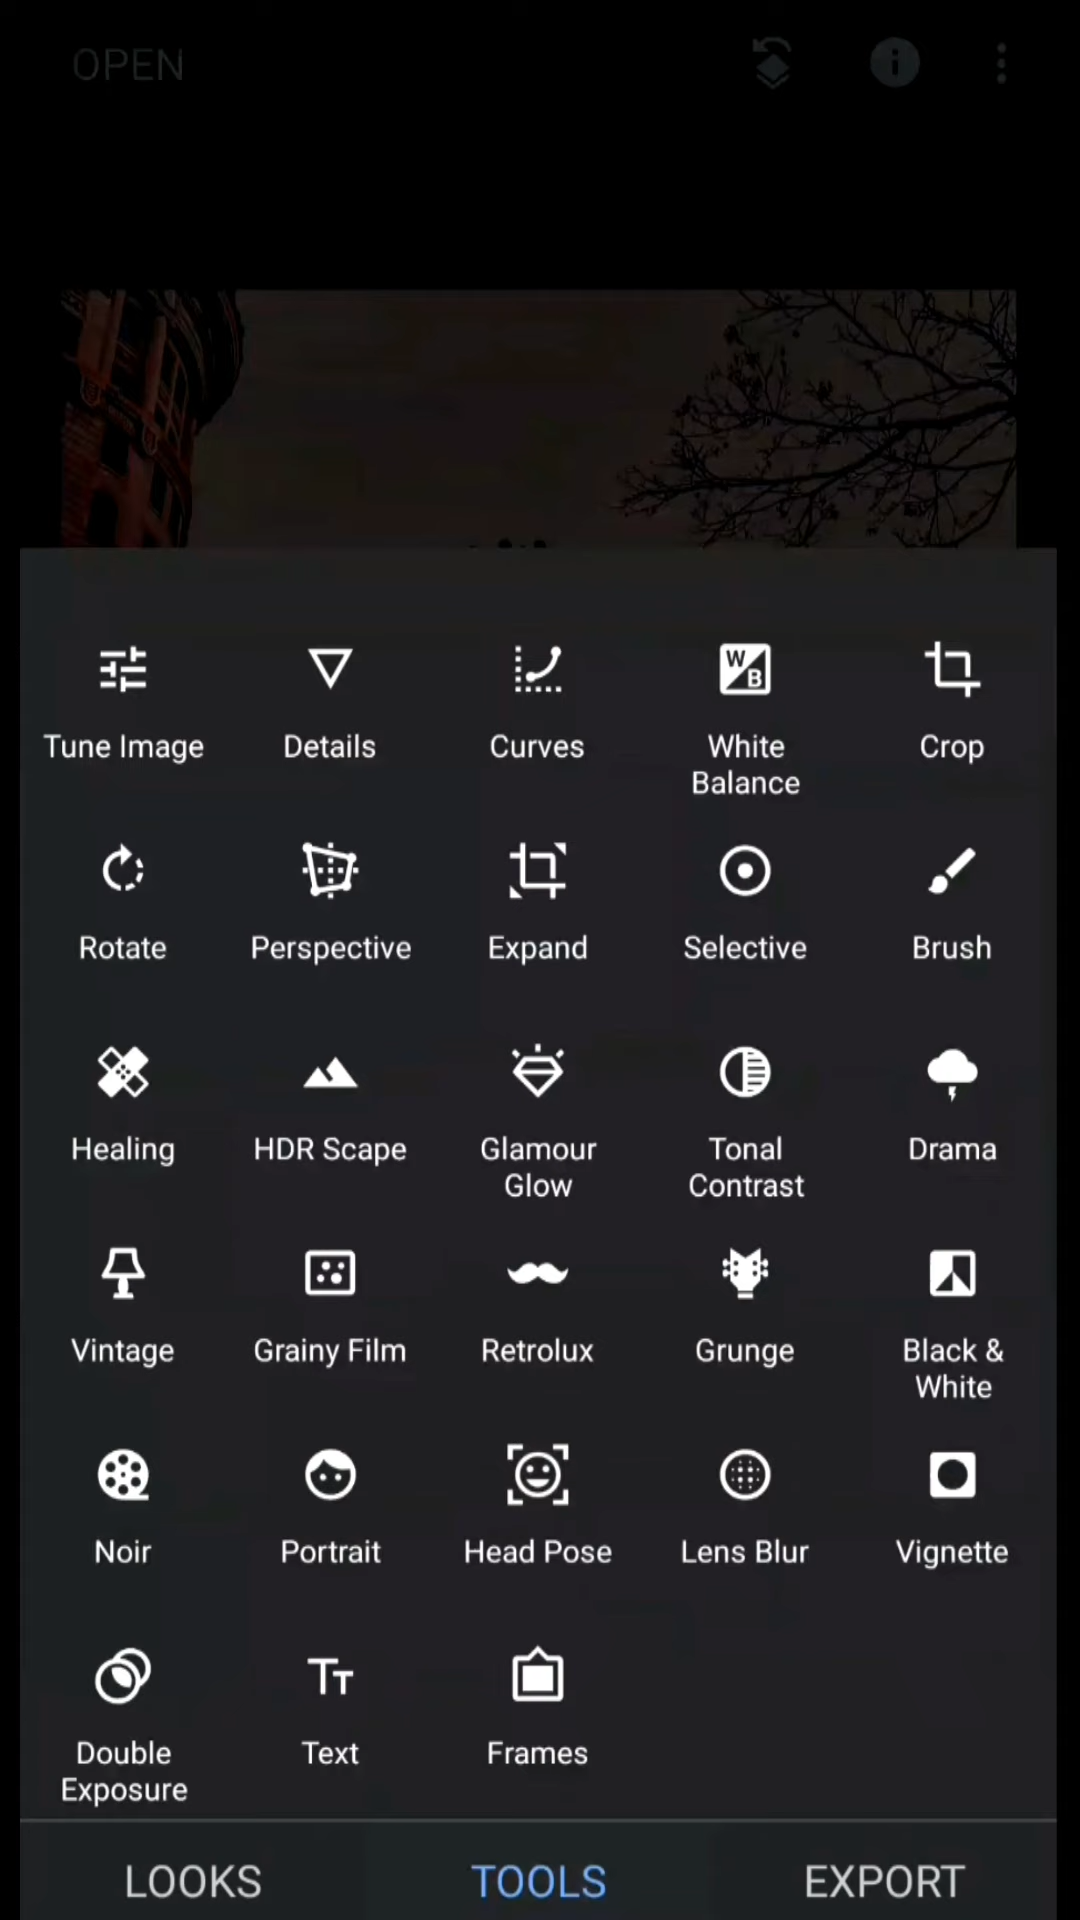 OPEN
Tune Image
Details
Curves
White
Balance
Crop
Rotate
Perspective
Expand
Selective
Brush
Healing
HDR Scape
Glamour
Glow
Tonal
Contrast
Drama
Vintage
Grainy Film
Retrolux
Grunge
Black &
White
Noir
Portrait
Head Pose
Lens Blur
Vignette
Double
Exposure
Text
Frames
LOOKS
TOOLS
EXPORT